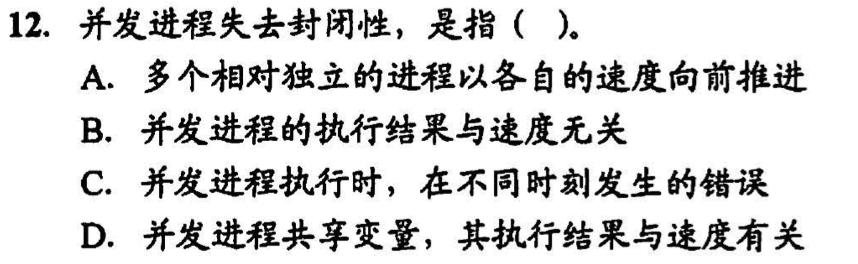 12. 并发进程失去封闭性，是指（ ）。
A. 多个相对独立的进程以各自的速度向前推进
B. 并发进程的执行结果与速度无关
C. 并发进程执行时，在不同时刻发生的错误
D. 并发进程共享变量，其执行结果与速度有关